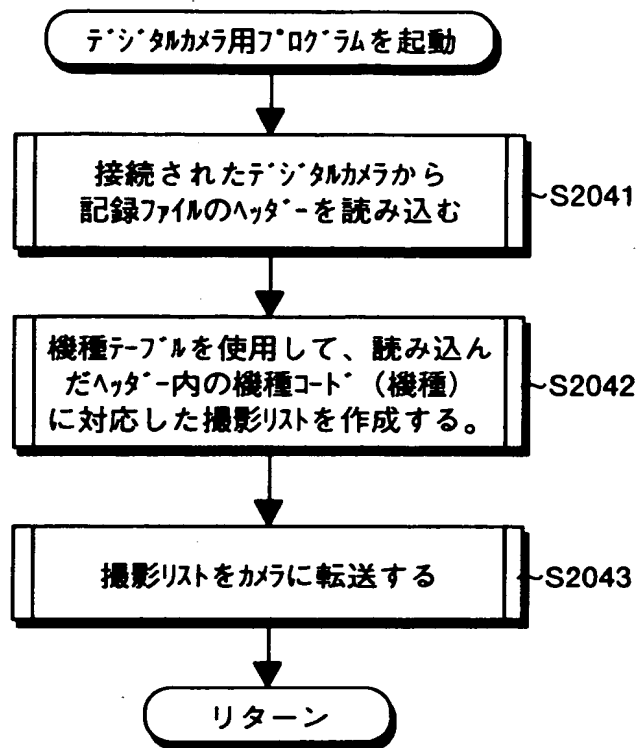 ﾃﾞｼﾞﾀﾙｶﾒﾗ用ﾌﾟﾛｸﾞﾗﾑを起動
接続されたﾃﾞｼﾞﾀﾙｶﾒﾗから
記録ﾌｧｲﾙのﾍｯﾀﾞｰを読み込む
~S2041
機種ﾃｰﾌﾞﾙを使用して、読み込ん
だﾍｯﾀﾞｰ内の機種ｺｰﾄﾞ（機種）
に対応した撮影ﾘｽﾄを作成する。
~S2042
撮影ﾘｽﾄをｶﾒﾗに転送する
~S2043
リターン